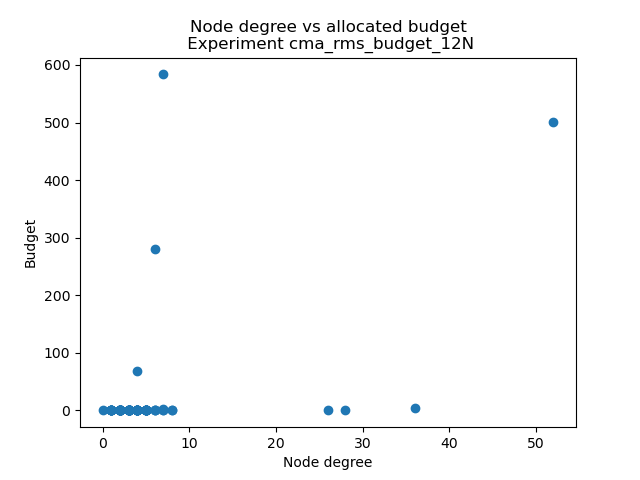 Node degree vs allocated budget
Experiment cma_rms_budget_12N
600
500
400
300
200
100
0
Budget
0 10 20 30 40 50
Node degree